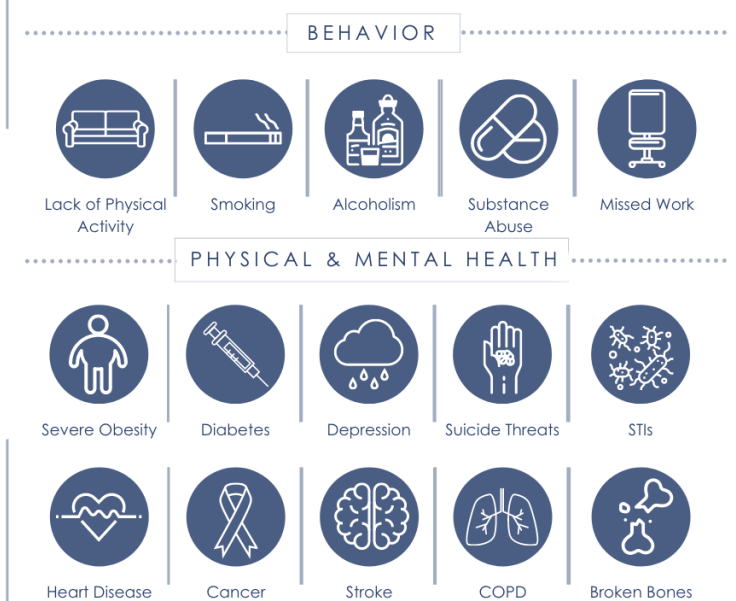 BEHAVIOR
Lack of Physical Activity
Smoking
Alcoholism
Substance Abuse
Missed Work
PHYSICAL & MENTAL HEALTH
Severe Obesity
Diabetes
Depression
Suicide Threats
STIs
Heart Disease
Cancer
Stroke
COPD
Broken Bones